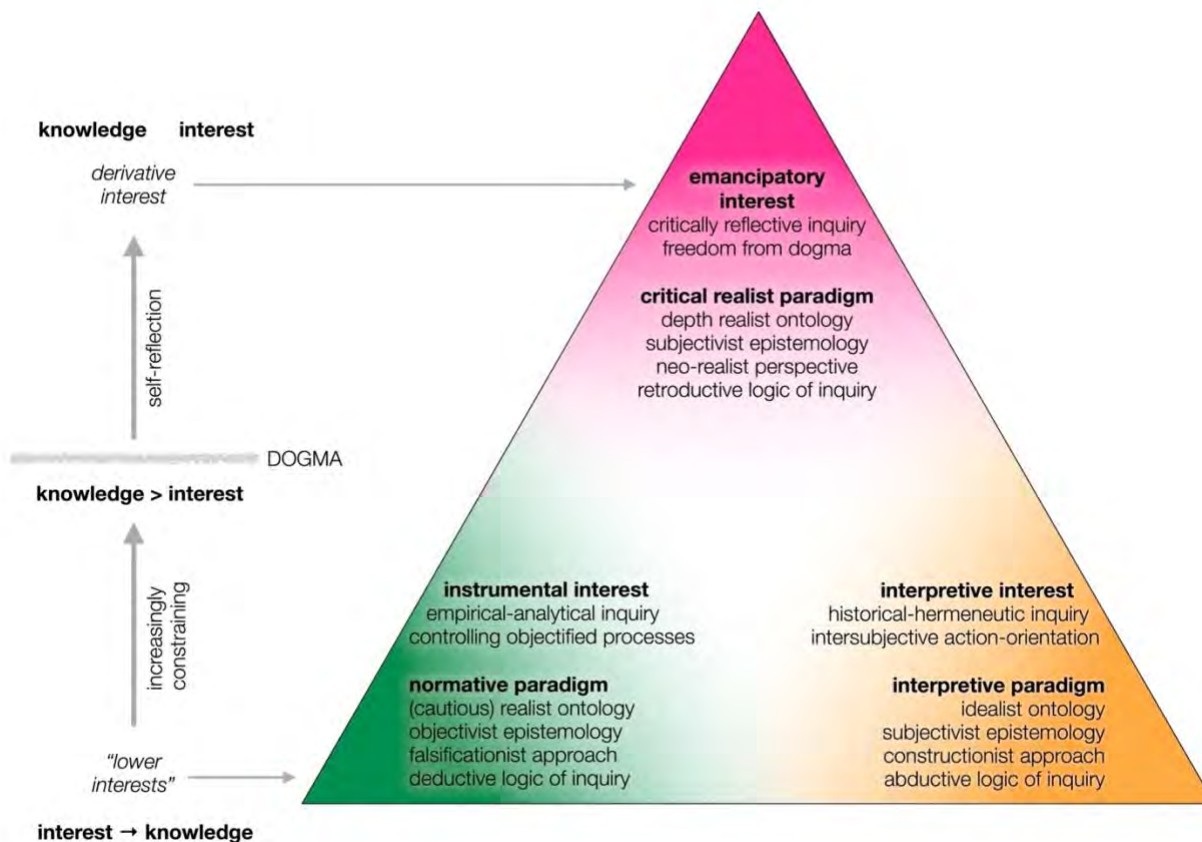 knowledge interest
derivative
interest
self-reflection
DOGMA
knowledge > interest
increasingly
constraining
"lower
interests"
interest → knowledge
emancipatory
interest
critically reflective inquiry
freedom from dogma
critical realist paradigm
depth realist ontology
subjectivist epistemology
neo-realist perspective
retroductive logic of inquiry
instrumental interest
empirical-analytical inquiry
controlling objectified processes
normative paradigm
(cautious) realist ontology
objectivist epistemology
falsificationist approach
deductive logic of inquiry
interpretive interest
historical-hermeneutic inquiry
intersubjective action-orientation
interpretive paradigm
idealist ontology
subjectivist epistemology
constructionist approach
abductive logic of inquiry